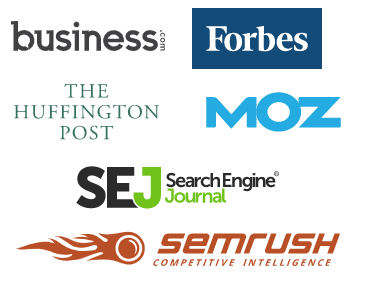 business.com
Forbes
THE
HUFFINGTON
POST
MOZ
SEJ Search Engine®
Journal
semrush
COMPETITIVE INTELLIGENCE